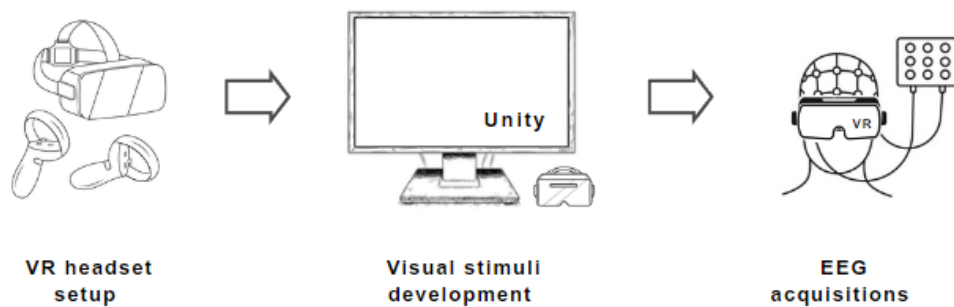 Unity
VR
VR headset
setup
Visual stimuli
development
EEG
acquisitions